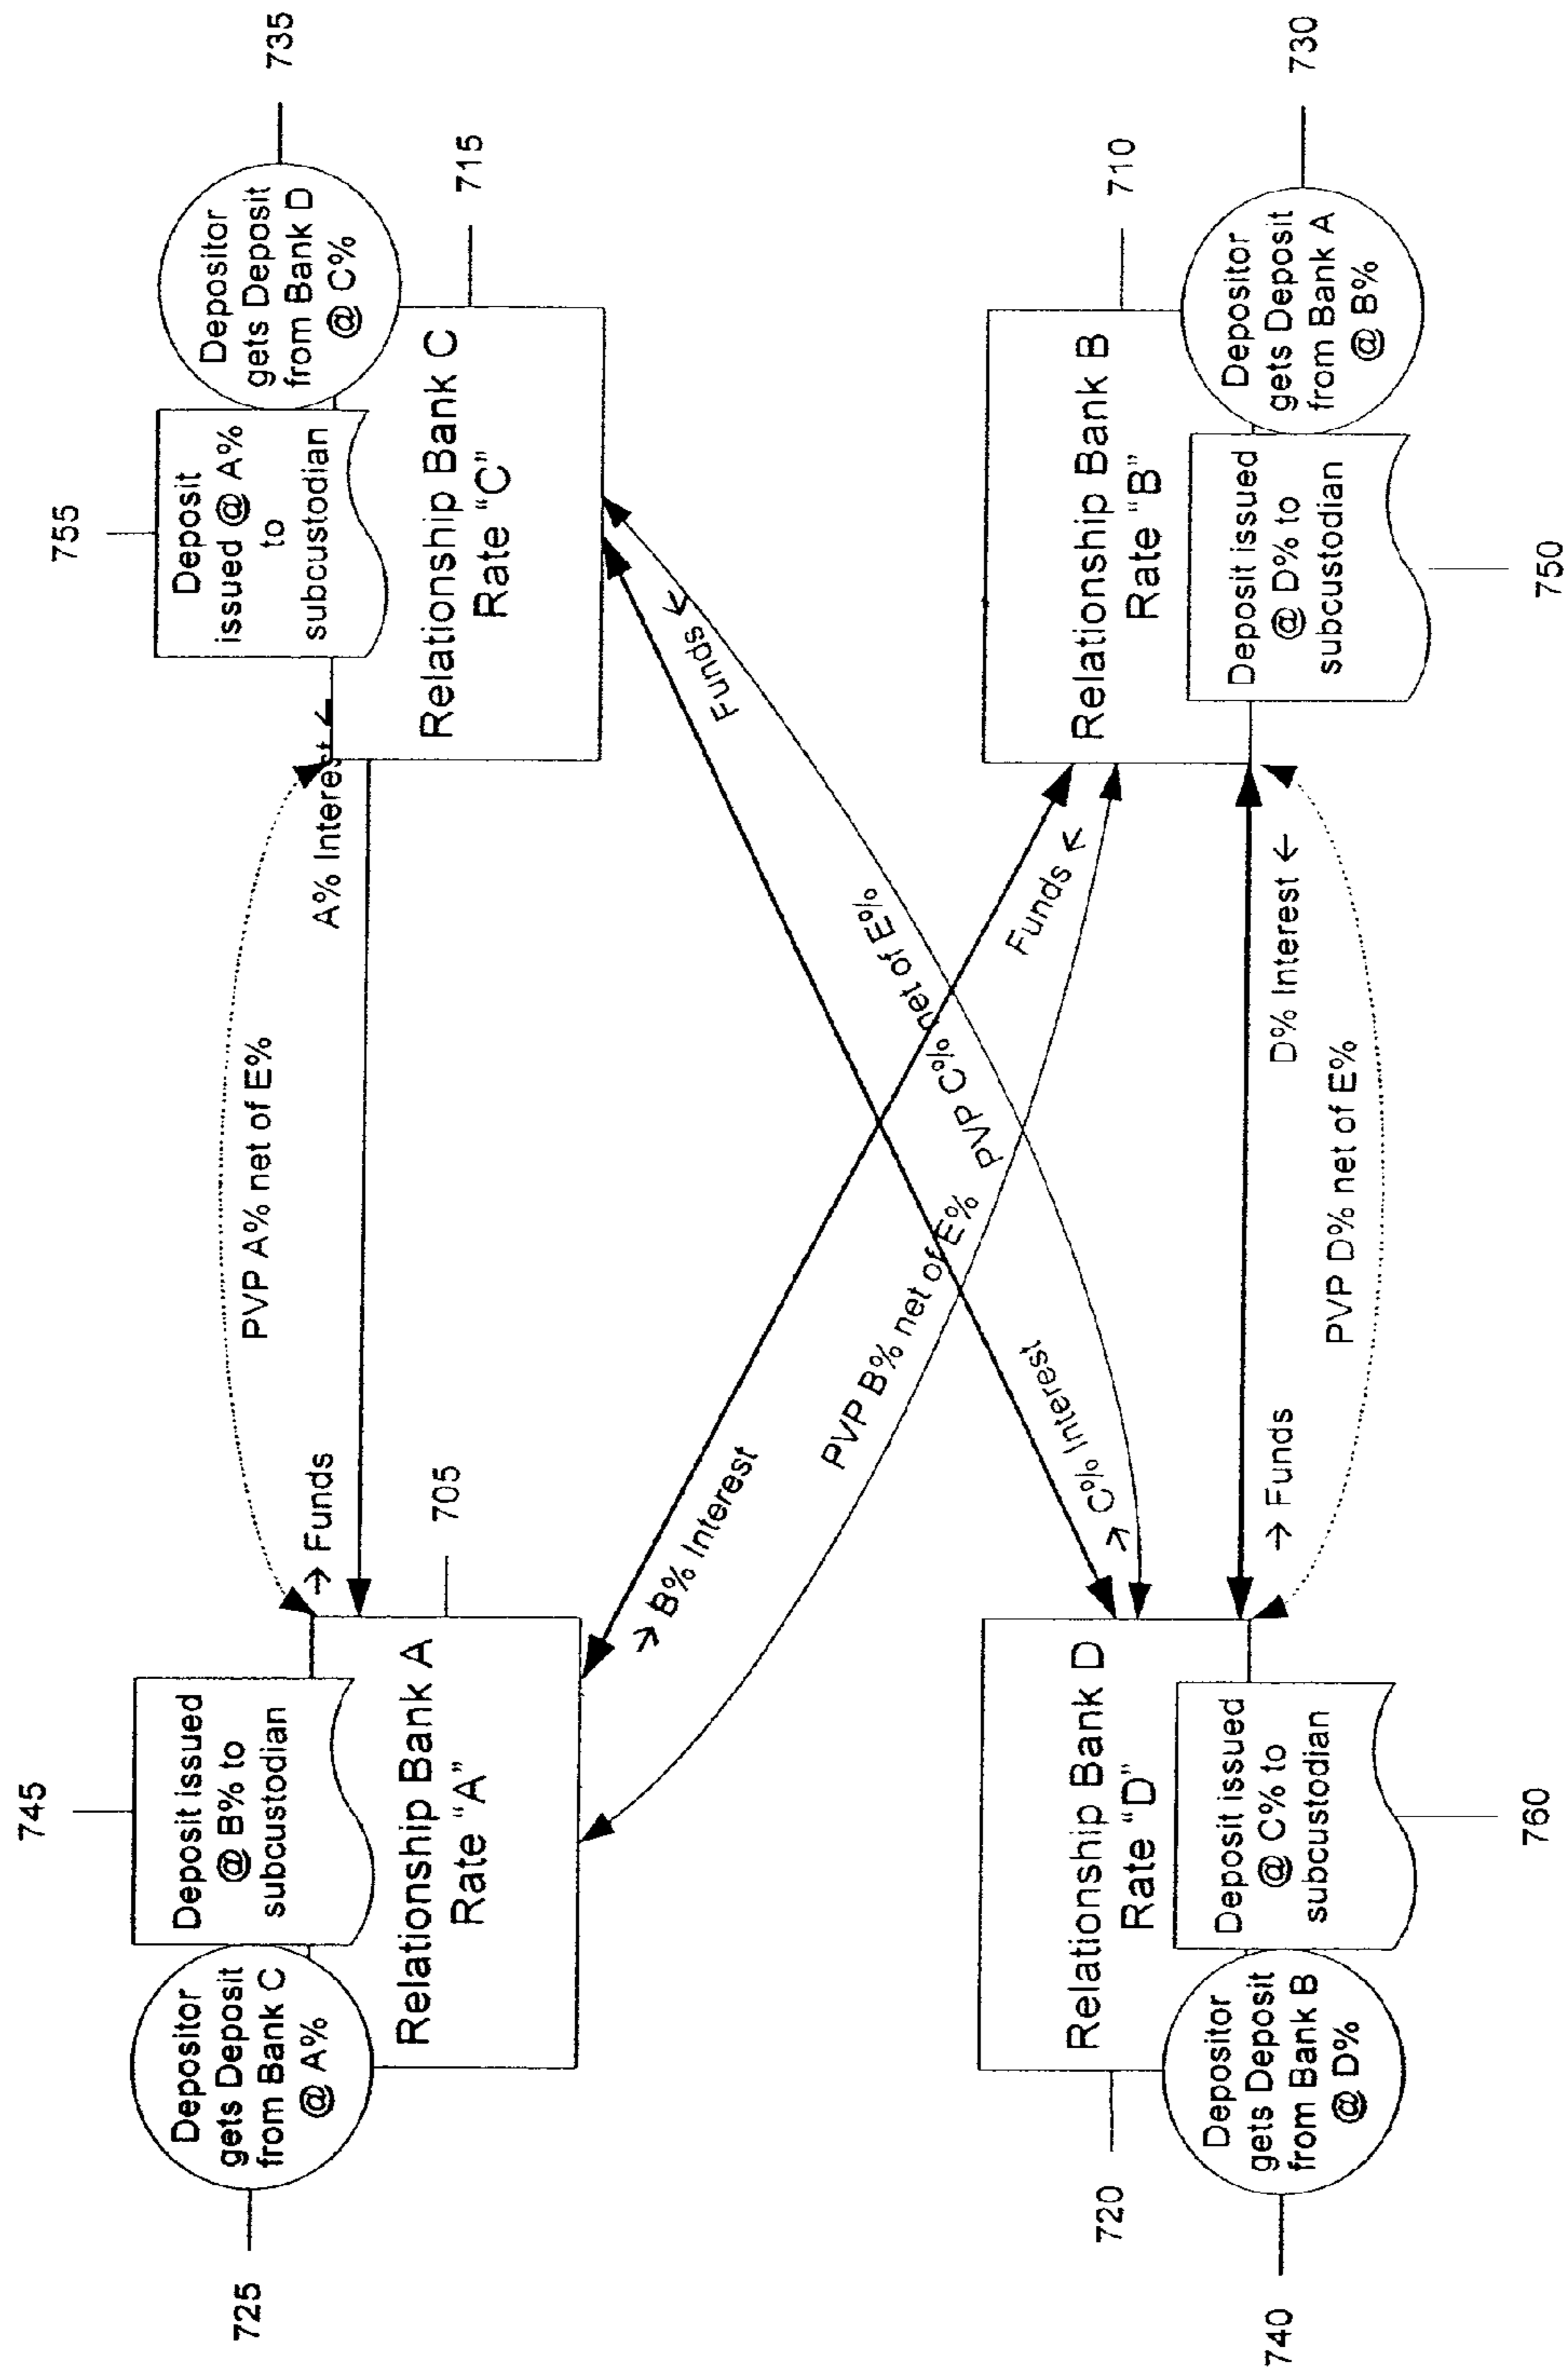 745
Deposit issued
@ B% to
subcustodian
725
Depositor
gets Deposit
from Bank C
@ A%
Relationship Bank A
Rate "A"
705
→ Funds
PVP A% net of E%
A% Interest ←
755
Deposit
issued @ A%
to
subcustodian
Depositor
gets Deposit
from Bank D
@ C%
735
Relationship Bank C
Rate "C"
715
→ B% Interest
PVP B% net of E%
Funds ←
PVP C% net of E%
Funds ←
→ C% Interest
720
Relationship Bank D
Rate "D"
Deposit issued
@ C% to
subcustodian
760
740
Depositor
gets Deposit
from Bank B
@ D%
→ Funds
D% Interest ←
PVP D% net of E%
Relationship Bank B
Rate "B"
710
Deposit issued
@ D% to
subcustodian
750
Depositor
gets Deposit
from Bank A
@ B%
730